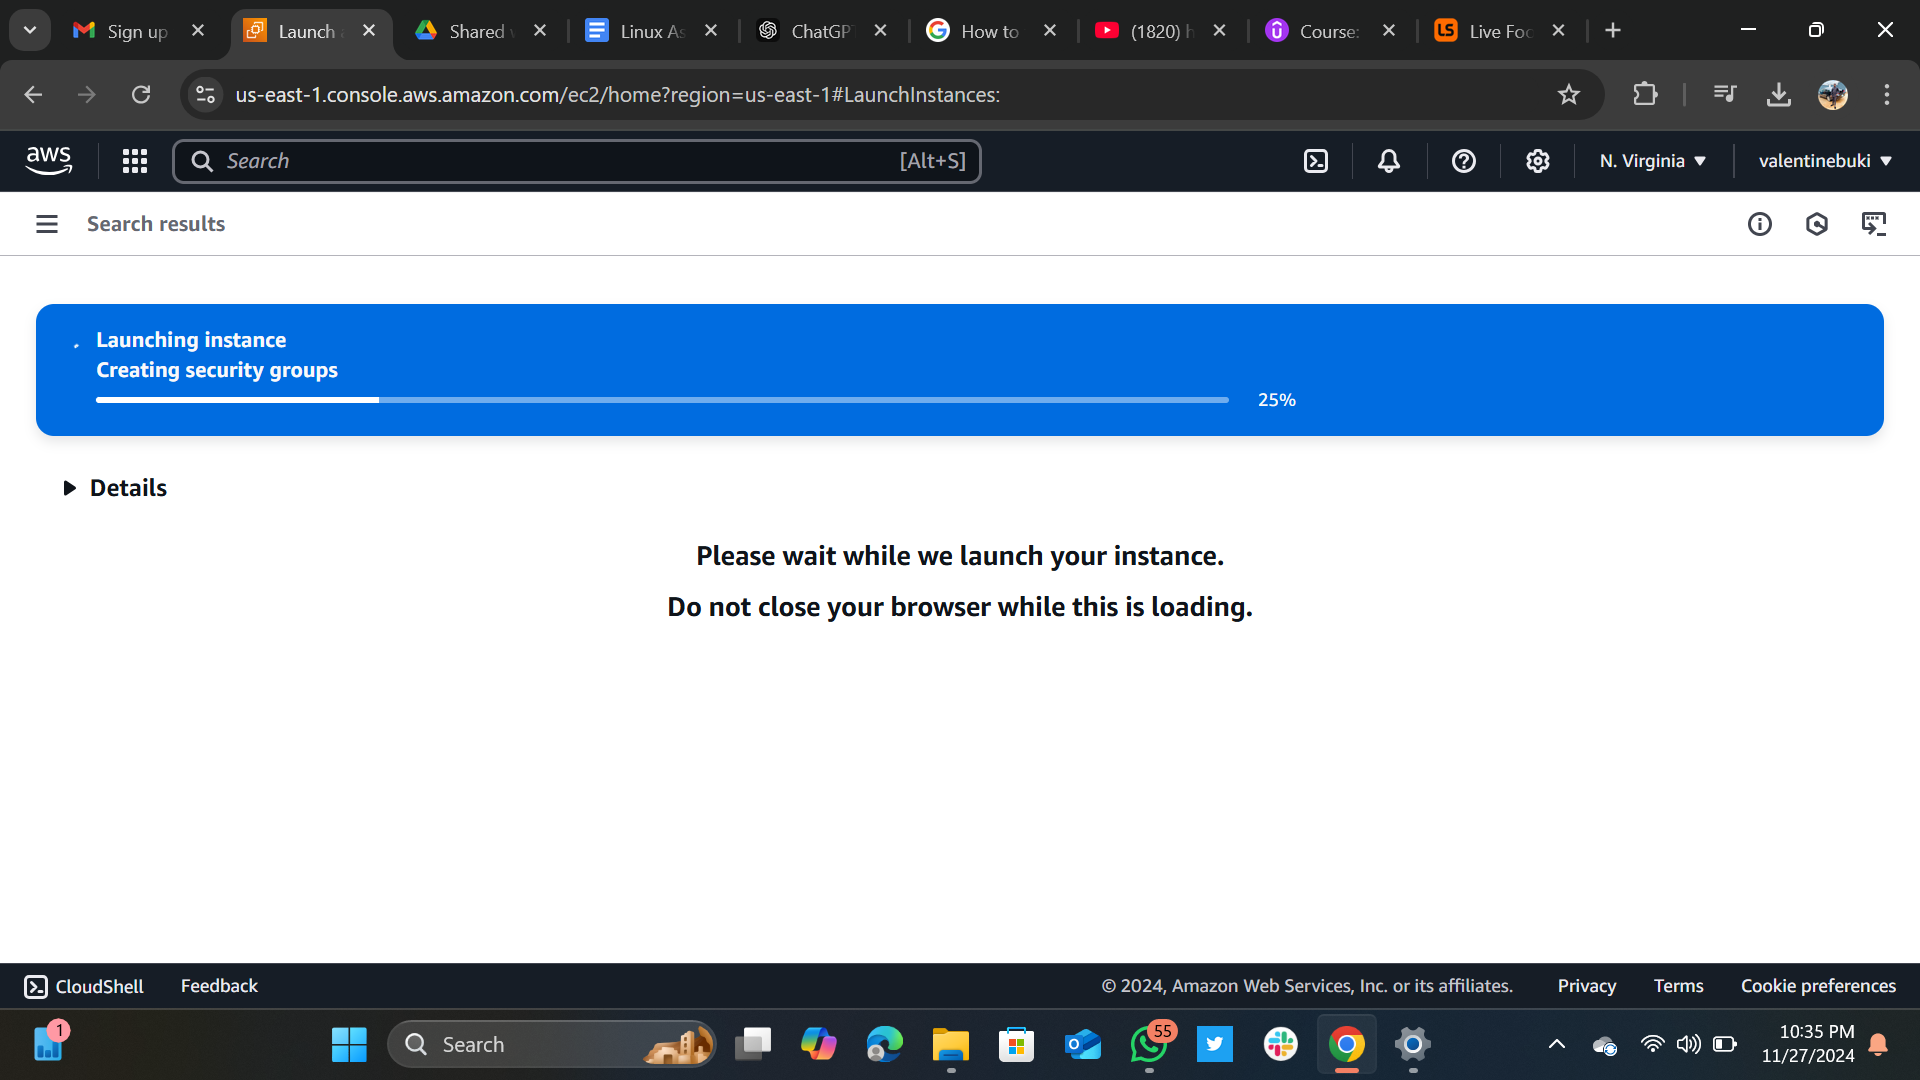 Sign up
Launch a
Shared w
Linux As
ChatGPT
How to
(1820) h
Course:
Live Foo
us-east-1.console.aws.amazon.com/ec2/home?region=us-east-1#LaunchInstances:
aws
Search
[Alt+S]
N. Virginia
valentinebuki
Search results
Launching instance
Creating security groups
25%
Details
Please wait while we launch your instance.
Do not close your browser while this is loading.
CloudShell
Feedback
© 2024, Amazon Web Services, Inc. or its affiliates.
Privacy
Terms
Cookie preferences
1
Search
55
10:35 PM
11/27/2024